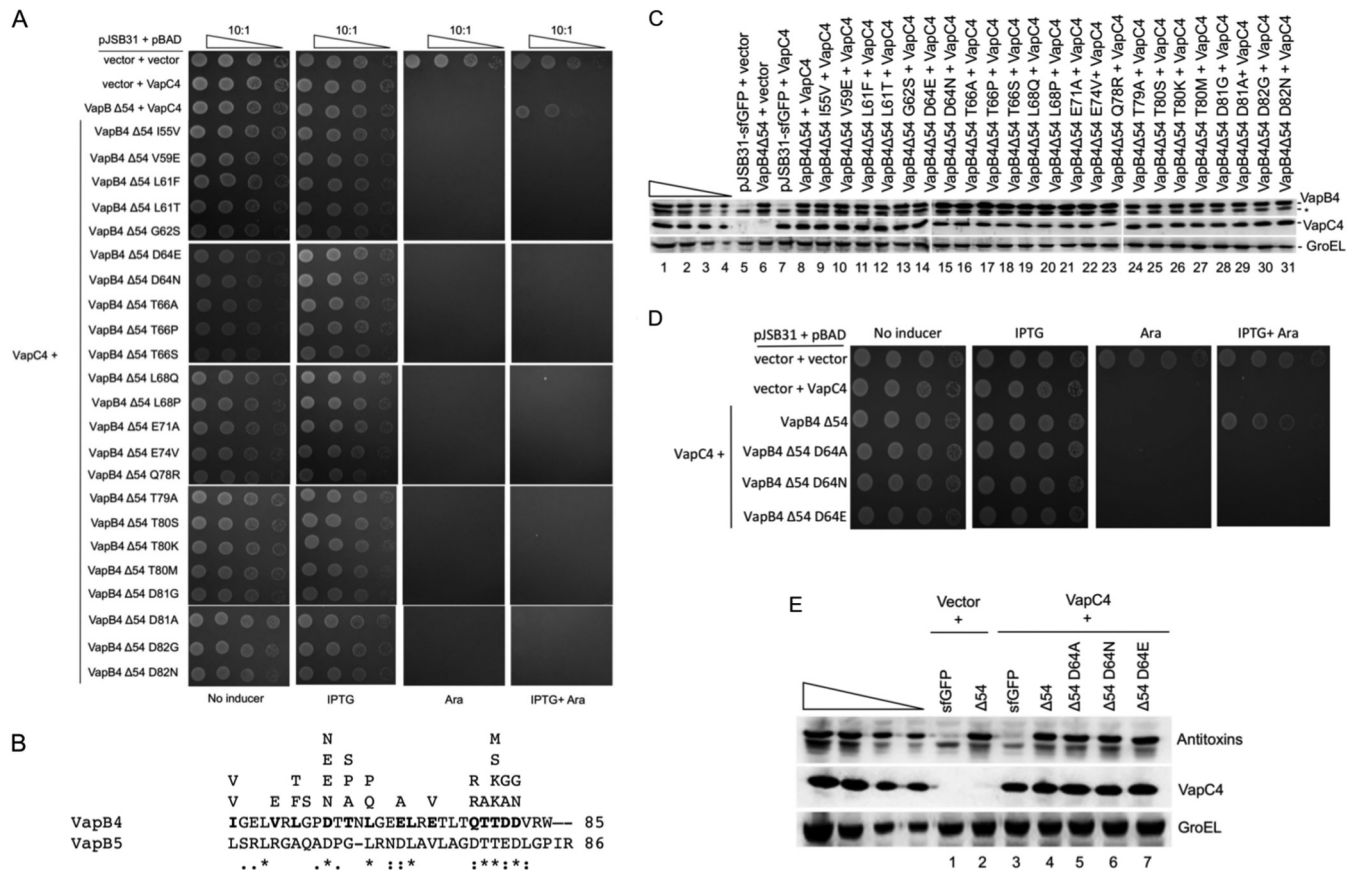 A
pJSB31 + pBAD
10:1
10:1
10:1
10:1
vector + vector
vector + VapC4
VapB Δ54 + VapC4
VapB4 Δ54 I55V
VapB4 Δ54 V59E
VapB4 Δ54 L61F
VapB4 Δ54 L61T
VapB4 Δ54 G62S
VapB4 Δ54 D64E
VapB4 Δ54 D64N
VapB4 Δ54 T66A
VapB4 Δ54 T66P
VapC4 +
VapB4 Δ54 T66S
VapB4 Δ54 L68Q
VapB4 Δ54 L68P
VapB4 Δ54 E71A
VapB4 Δ54 E74V
VapB4 Δ54 Q78R
VapB4 Δ54 T79A
VapB4 Δ54 T80S
VapB4 Δ54 T80K
VapB4 Δ54 T80M
VapB4 Δ54 D81G
VapB4 Δ54 D81A
VapB4 Δ54 D82G
VapB4 Δ54 D82N
No inducer
IPTG
Ara
IPTG+ Ara
B
N M
E S S
V T E P P R KGG
V E FS N A Q A V RAKAN
VapB4 IGELVRLGPDTTNLGEELRETLTQTTDDVRW-- 85
VapB5 LSRLRGAQADPG-LRNDLAVLAGDTTEDLGPIR 86
..* *. * ::* :**:*
C
pJSB31-sfGFP + vector
VapB4Δ54 + vector
pJSB31-sfGFP + VapC4
VapB4Δ54 + VapC4
VapB4Δ54 I55V + VapC4
VapB4Δ54 V59E + VapC4
VapB4Δ54 L61F + VapC4
VapB4Δ54 L61T + VapC4
VapB4Δ54 G62S + VapC4
VapB4Δ54 D64E + VapC4
VapB4Δ54 D64N + VapC4
VapB4Δ54 T66A + VapC4
VapB4Δ54 T66P + VapC4
VapB4Δ54 T66S + VapC4
VapB4Δ54 L68Q + VapC4
VapB4Δ54 L68P + VapC4
VapB4Δ54 E71A + VapC4
VapB4Δ54 E74V+ VapC4
VapB4Δ54 Q78R + VapC4
VapB4Δ54 T79A + VapC4
VapB4Δ54 T80S + VapC4
VapB4Δ54 T80K + VapC4
VapB4Δ54 T80M + VapC4
VapB4Δ54 D81G + VapC4
VapB4Δ54 D81A+ VapC4
VapB4Δ54 D82G + VapC4
VapB4Δ54 D82N + VapC4
VapB4
*
VapC4
GroEL
1 2 3 4 5 6 7 8 9 10 11 12 13 14 15 16 17 18 19 20 21 22 23 24 25 26 27 28 29 30 31
D
pJSB31 + pBAD
No inducer
IPTG
Ara
IPTG+ Ara
vector + vector
vector + VapC4
VapB4 Δ54
VapC4 +
VapB4 Δ54 D64A
VapB4 Δ54 D64N
VapB4 Δ54 D64E
E
Vector
+
VapC4
+
sfGFP
Δ54
sfGFP
Δ54
Δ54 D64A
Δ54 D64N
Δ54 D64E
Antitoxins
VapC4
GroEL
1 2 3 4 5 6 7